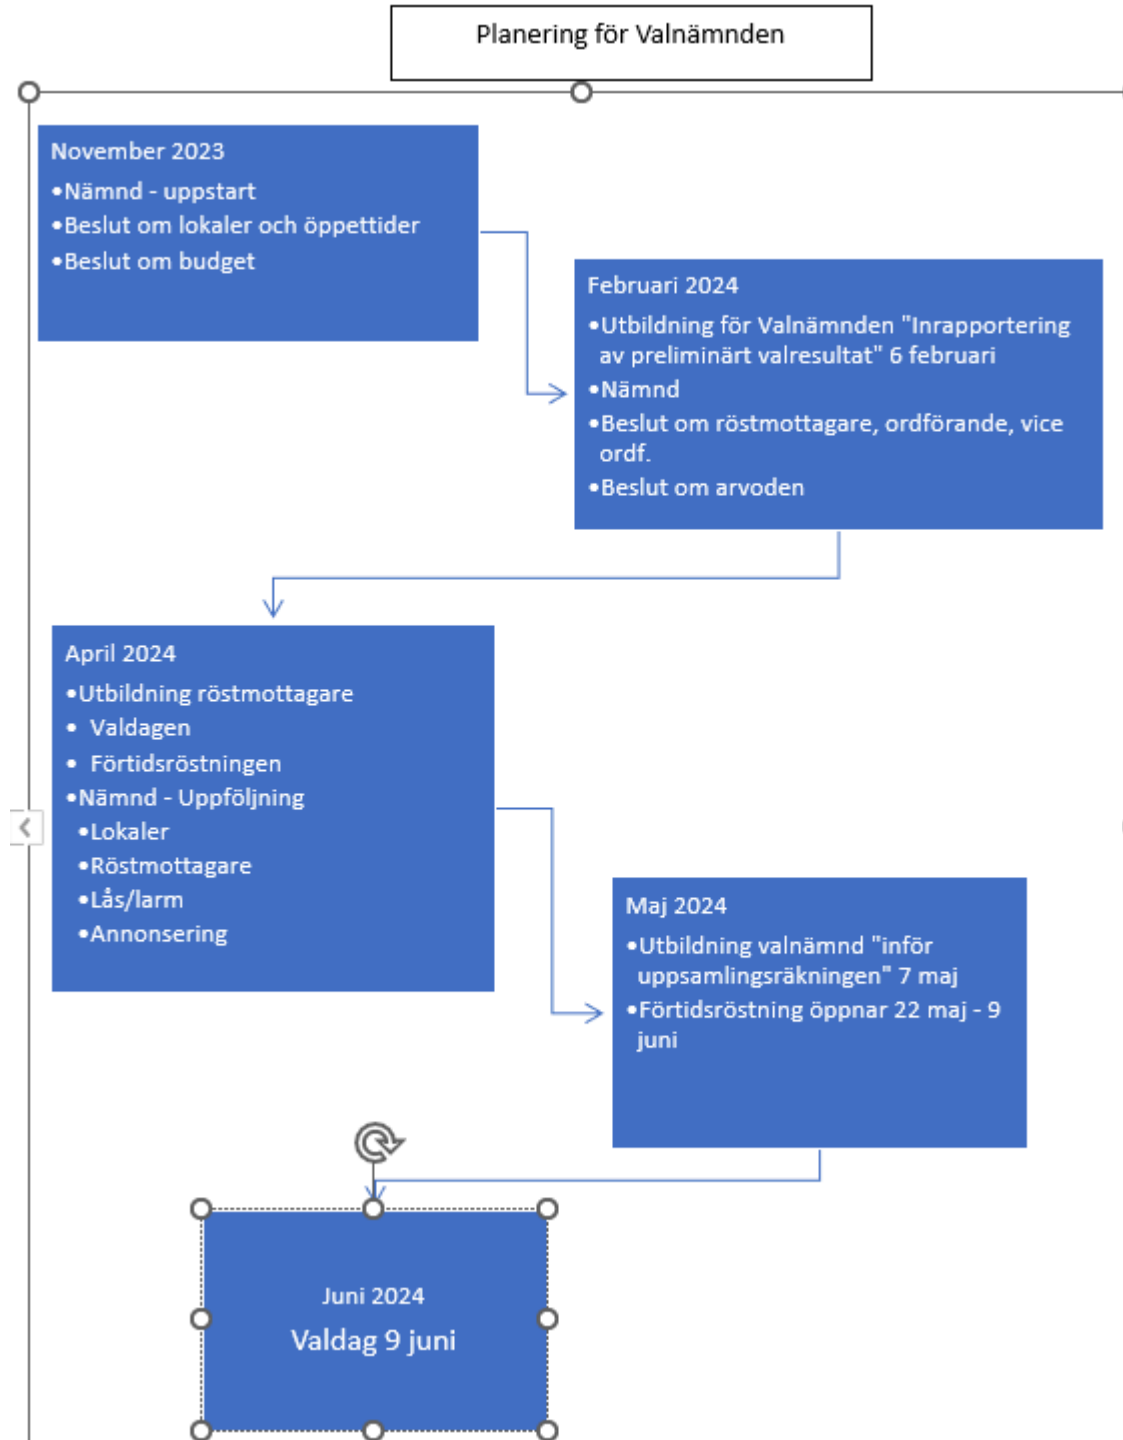 Planering för Valnämnden
November 2023
•Nämnd - uppstart
•Beslut om lokaler och öppettider
•Beslut om budget
Februari 2024
•Utbildning för Valnämnden "Inrapportering
av preliminärt valresultat" 6 februari
•Nämnd
•Beslut om röstmottagare, ordförande, vice
ordf.
•Beslut om arvoden
April 2024
•Utbildning röstmottagare
• Valdagen
• Förtidsröstningen
•Nämnd - Uppföljning
•Lokaler
•Röstmottagare
•Lås/larm
•Annonsering
Maj 2024
•Utbildning valnämnd "inför
uppsamlingsräkningen" 7 maj
•Förtidsröstning öppnar 22 maj - 9
juni
Juni 2024
Valdag 9 juni